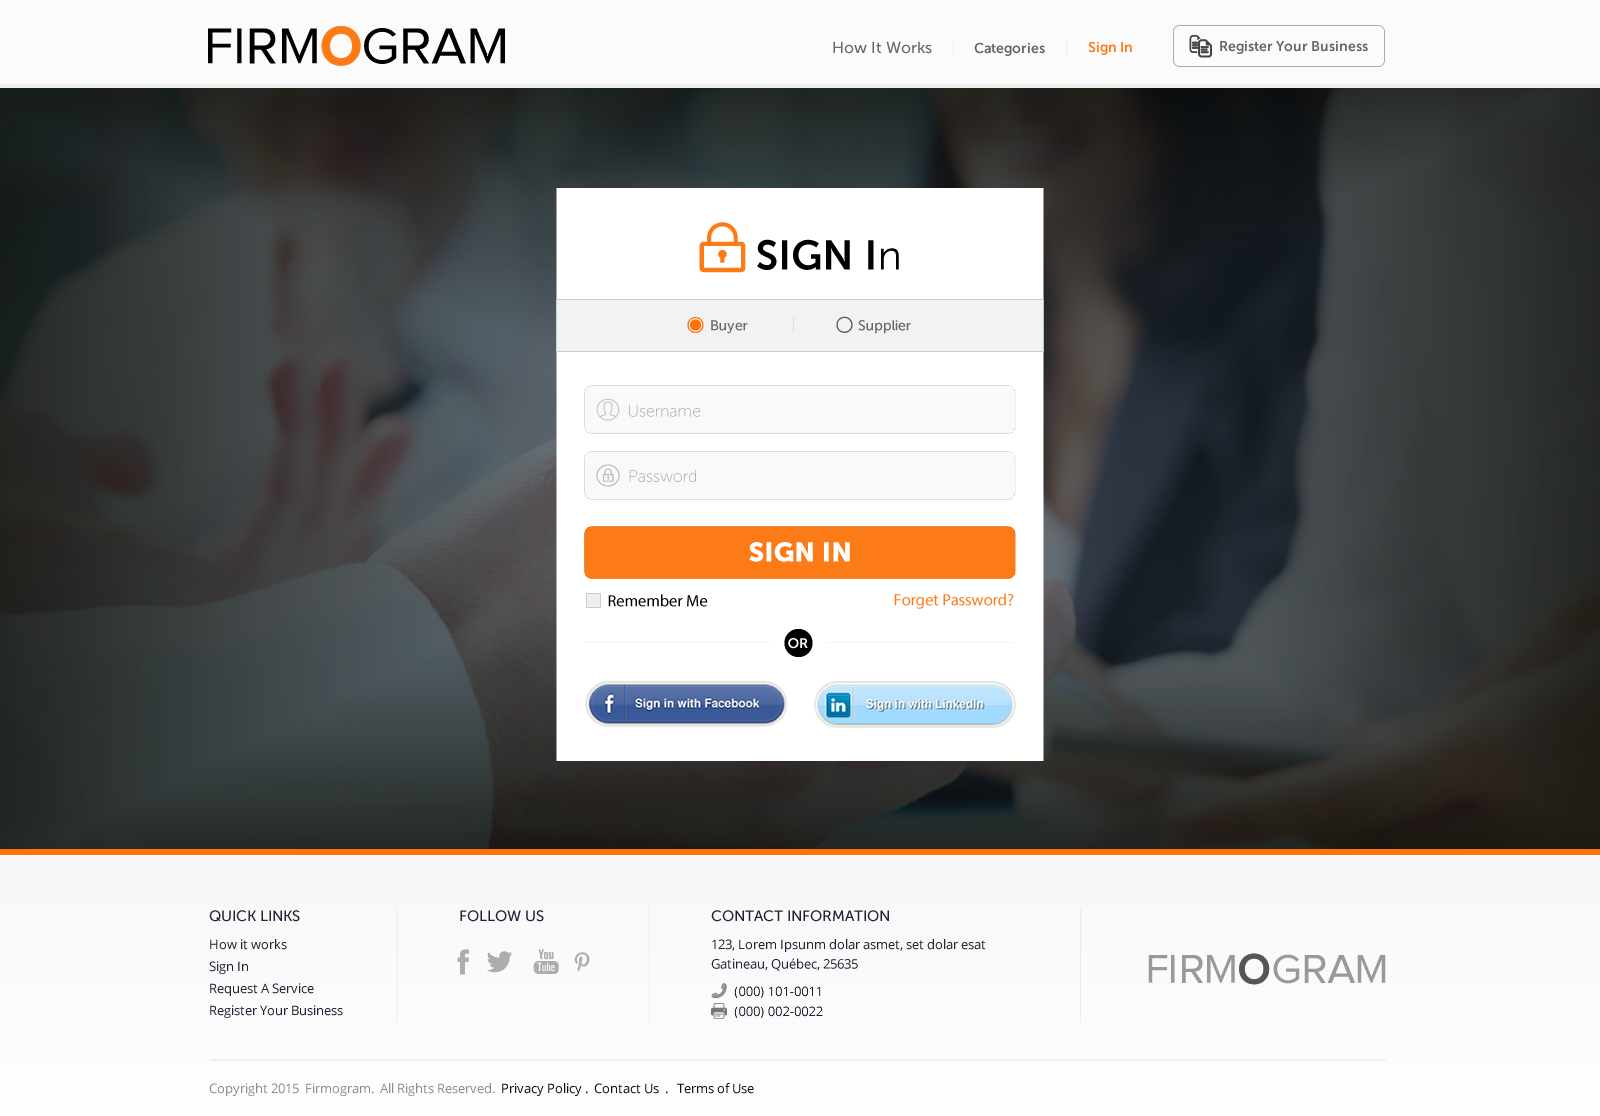 FIRMOGRAM
How It Works
Categories
Sign In
Register Your Business
SIGN In
Buyer
Supplier
Username
Password
SIGN IN
Remember Me
Forget Password?
OR
f Sign in with Facebook
in Sign in with LinkedIn
QUICK LINKS
How it works
Sign In
Request A Service
Register Your Business
FOLLOW US
You
Tube
CONTACT INFORMATION
123, Lorem Ipsunm dolar asmet, set dolar esat
Gatineau, Québec, 25635
(000) 101-0011
(000) 002-0022
FIRMOGRAM
Copyright 2015 Firmogram. All Rights Reserved. Privacy Policy . Contact Us . Terms of Use